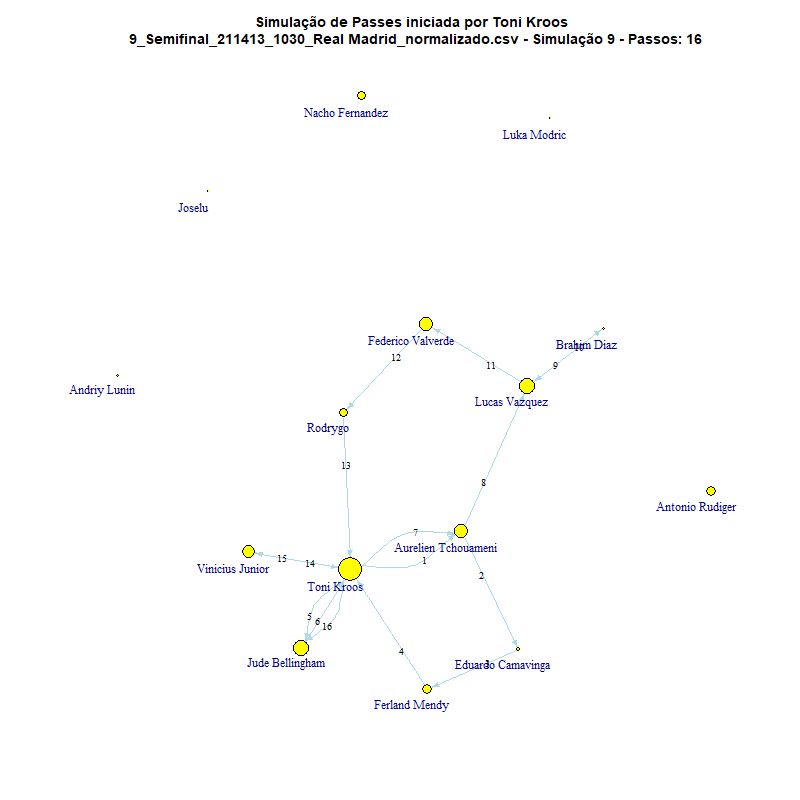 Simulação de Passes iniciada por Toni Kroos
9_Semifinal_211413_1030_Real Madrid_normalizado.csv - Simulação 9 - Passos: 16
Nacho Fernandez
Luka Modric
Joselu
Federico Valverde
Brahim Diaz
10
12
11
9
Andriy Lunin
Lucas Vazquez
Rodrygo
13
8
Antonio Rudiger
7
Aurelien Tchouameni
15
14
1
Vinicius Junior
2
Toni Kroos
5
6
16
4
Jude Bellingham
Eduardo Camavinga
3
Ferland Mendy